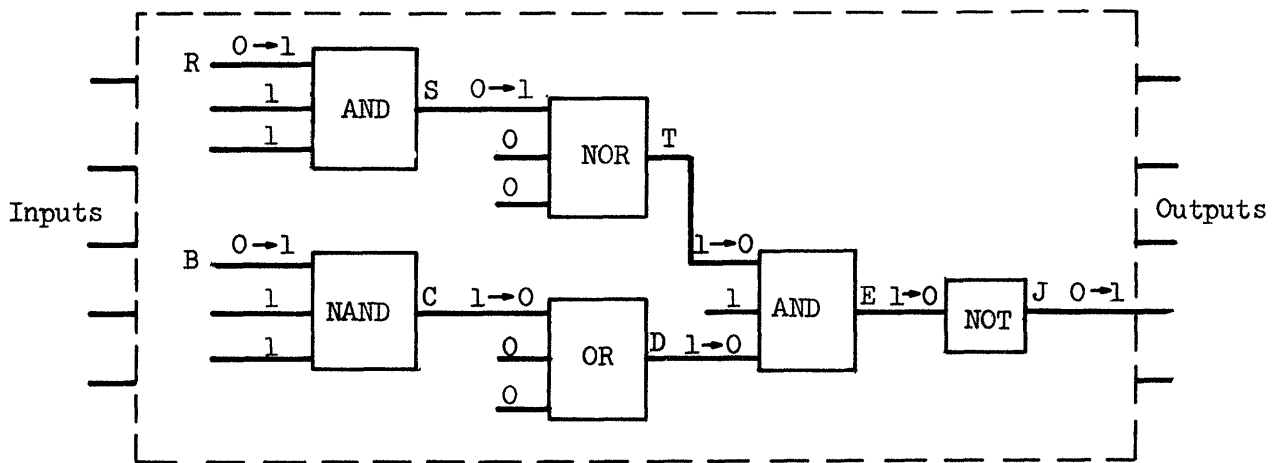 R 0→1
1
1
AND
S 0→1
0
0
NOR
T
Inputs
Outputs
B 0→1
1
1
NAND
C 1→0
0
0
OR
D 1→0
1→0
1
AND
E 1→0
NOT
J 0→1